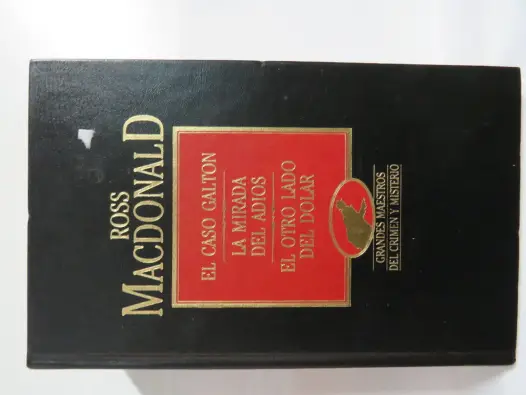 ROSS
MACDONALD
EL CASO GALTON
LA MIRADA
DEL ADIOS
EL OTRO LADO
DEL DOLAR
GRANDES MAESTROS
DEL CRIMEN Y MISTERIO